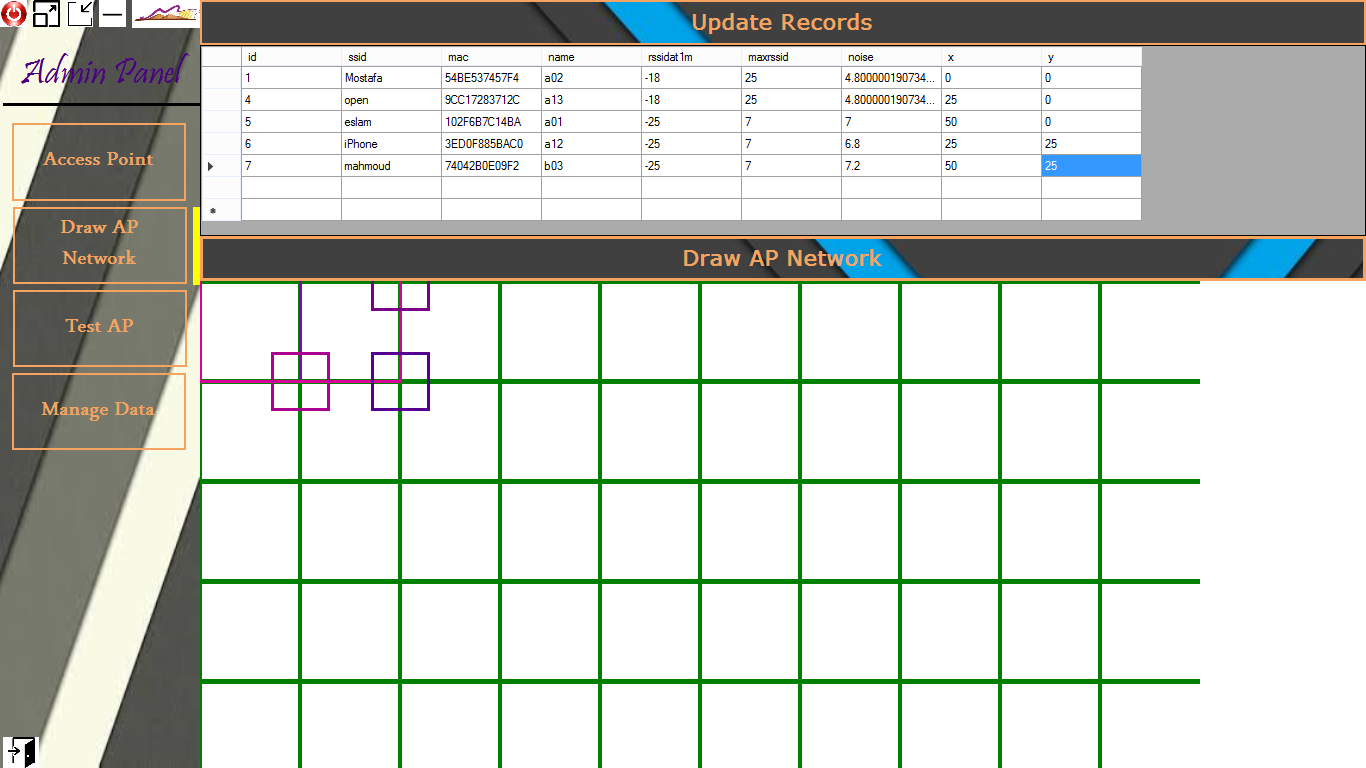 Update Records
Admin Panel
id ssid mac name rssidat1m maxrssid noise x y
1 Mostafa 54BE537457F4 a02 -18 25 4.800000190734... 0 0
4 open 9CC17283712C a13 -18 25 4.800000190734... 25 0
5 eslam 102F6B7C14BA a01 -25 7 7 50 0
6 iPhone 3ED0F885BAC0 a12 -25 7 6.8 25 25
7 mahmoud 74042B0E09F2 b03 -25 7 7.2 50 25
Access Point
Draw AP
Network
Test AP
Manage Data
Draw AP Network